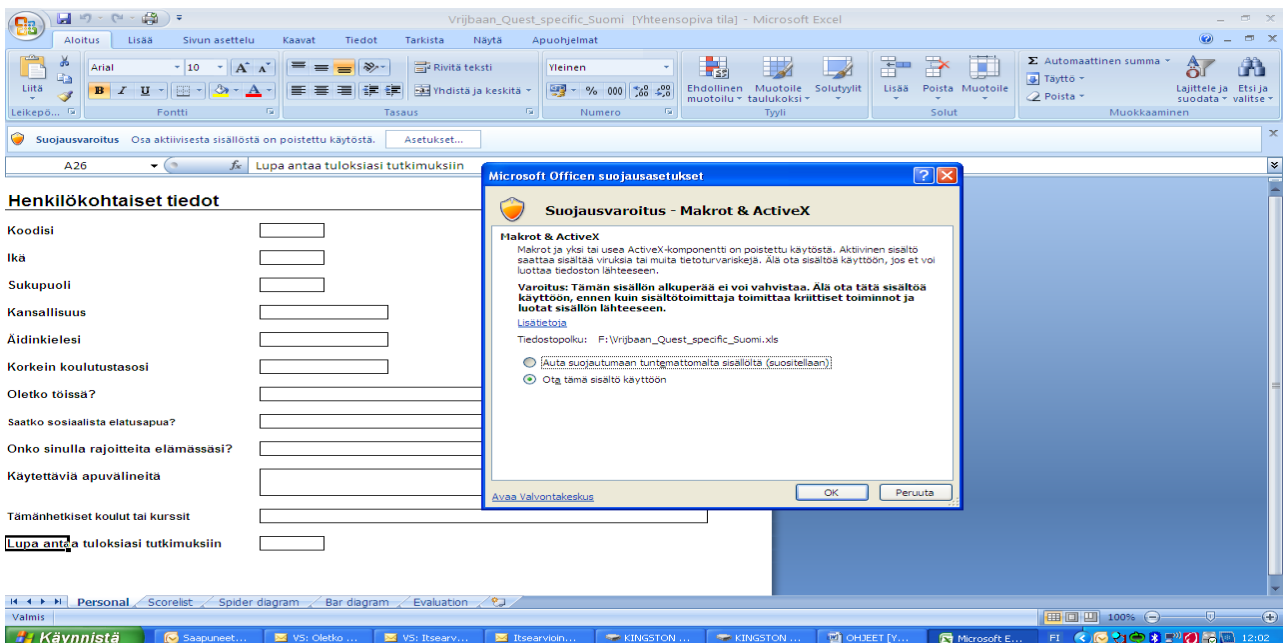 Vrijbaan_Quest_specific_Suomi [Yhteensopiva tila] - Microsoft Excel
Aloitus Lisää Sivun asettelu Kaavat Tiedot Tarkista Näytä Apuohjelmat
Liitä
Arial 10
Rivitä teksti
Yhdistä ja keskitä
Yleinen
% 000
Ehdollinen muotoilu
Muotoile taulukoksi
Solutyylit
Lisää Poista Muotoile
Σ Automaattinen summa
Täyttö
Poista
Lajittele ja suodata
Etsi ja valitse
Leikepö... Fontti Tasaus Numero Tyyli Solut Muokkaaminen
Suojausvaroitus Osa aktiivisesta sisällöstä on poistettu käytöstä. Asetukset...
A26 fx Lupa antaa tuloksiasi tutkimuksiin
Henkilökohtaiset tiedot
Koodisi
Ikä
Sukupuoli
Kansallisuus
Äidinkielesi
Korkein koulutustasosi
Oletko töissä?
Saatko sosiaalista elatusapua?
Onko sinulla rajoitteita elämässäsi?
Käytettäviä apuvälineitä
Tämänhetkiset koulut tai kurssit
Lupa antaa tuloksiasi tutkimuksiin
Microsoft Officen suojausasetukset
Suojausvaroitus - Makrot & ActiveX
Makrot & ActiveX
Makrot ja yksi tai usea ActiveX-komponentti on poistettu käytöstä. Aktiivinen sisältö
saattaa sisältää viruksia tai muita tietoturvariskejä. Älä ota sisältöä käyttöön, jos et voi
luottaa tiedoston lähteeseen.
Varoitus: Tämän sisällön alkuperää ei voi vahvistaa. Älä ota tätä sisältöä
käyttöön, ennen kuin sisältötoimittaja toimittaa kriittiset toiminnot ja
luotat sisällön lähteeseen.
Lisätietoja
Tiedostopolku: F:\Vrijbaan_Quest_specific_Suomi.xls
Auta suojautumaan tuntemattomalta sisällöltä (suositellaan)
Ota tämä sisältö käyttöön
Avaa Valvontakeskus
OK Peruuta
Personal Scorelist Spider diagram Bar diagram Evaluation
Valmis 100%
Käynnistä Saapuneet... VS: Oletko ... VS: Itsearv... Itsearvioin... KINGSTON ... KINGSTON ... OHJEET [Y... Microsoft E... FI 12:02